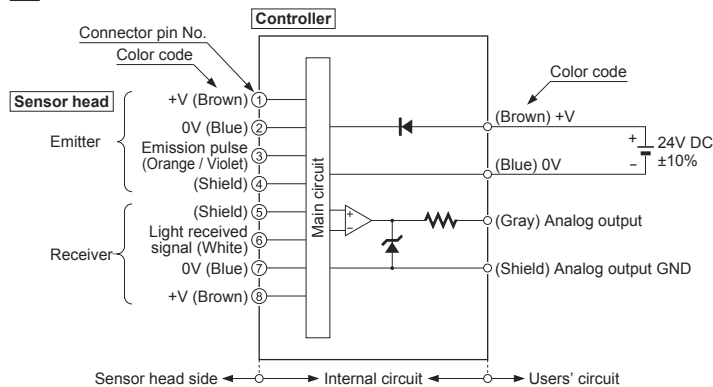 Controller
Connector pin No.
Color code
Sensor head
Emitter
+V (Brown) 1
0V (Blue) 2
Emission pulse
(Orange / Violet) 3
(Shield) 4
Receiver
(Shield) 5
Light received
signal (White) 6
0V (Blue) 7
+V (Brown) 8
Main circuit
+
−
Color code
(Brown) +V
+
−
24V DC
±10%
(Blue) 0V
(Gray) Analog output
(Shield) Analog output GND
Sensor head side
Internal circuit
Users' circuit